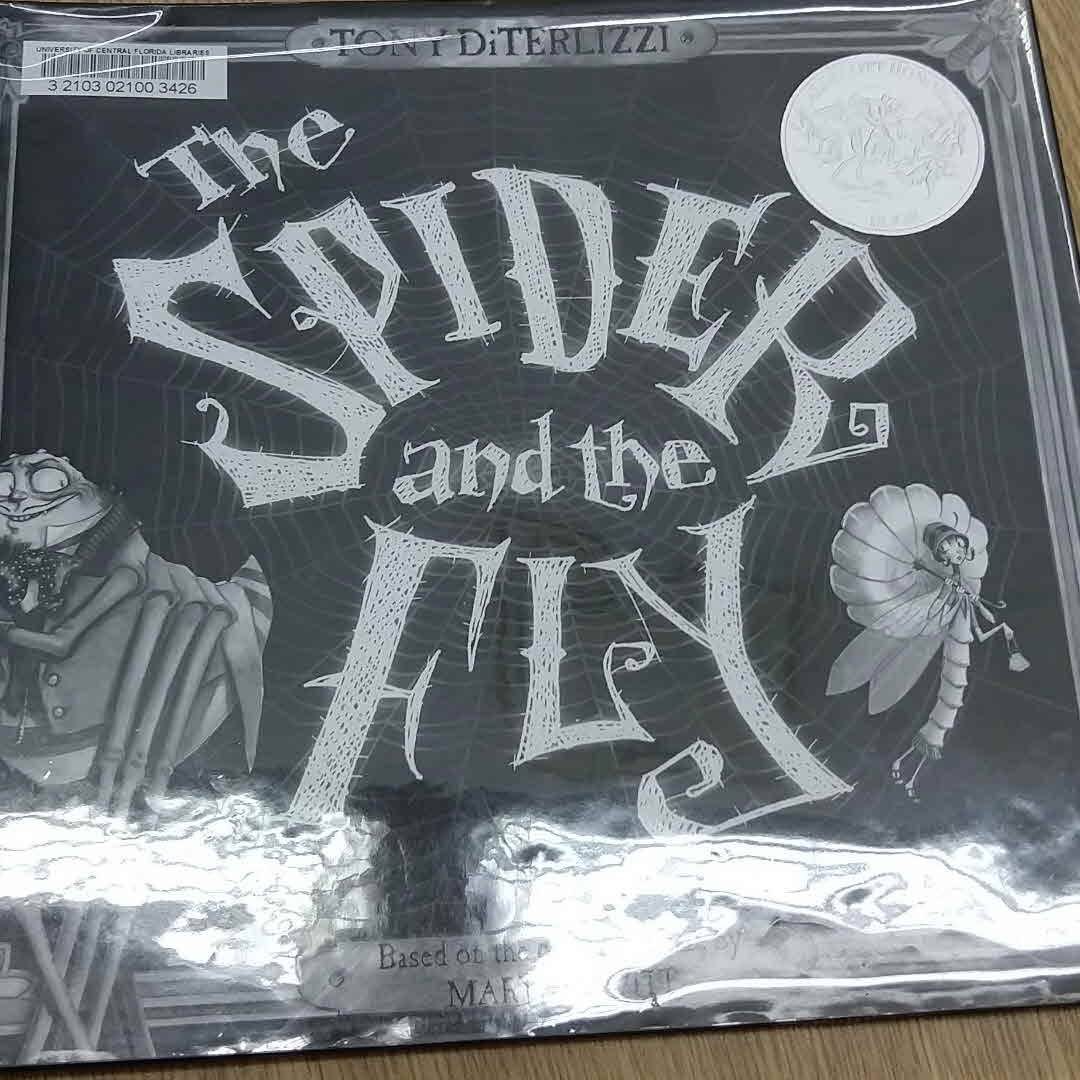 UNIVERSITY OF CENTRAL FLORIDA LIBRARIES
3 2103 02100 3426
TONY DiTERLIZZI
The
SPIDER
and the
FLY
Based on the